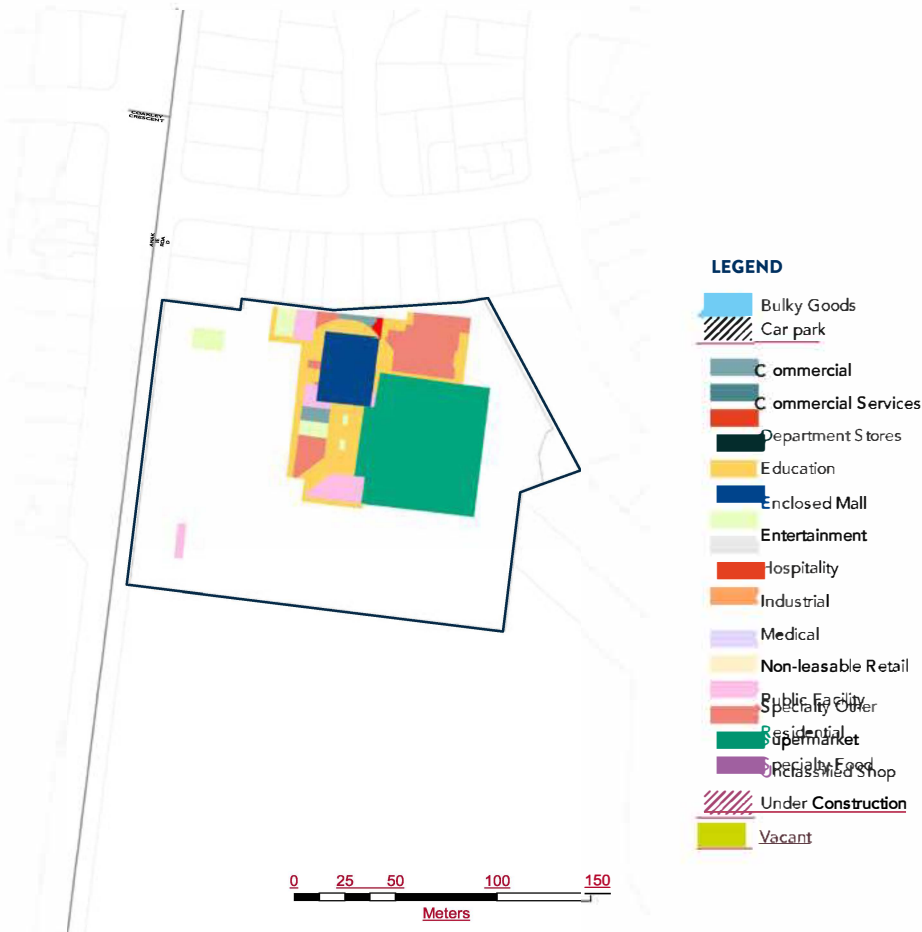 COAKLEY
CRESCENT
LEGEND
Bulky Goods
Car park
Commercial
Commercial Services
Department Stores
Education
Enclosed Mall
Entertainment
Hospitality
Industrial
Medical
Non-leasable Retail
Public Facility
Specialty Other
Residential
Supermarket
Specialty Food
Unclassified Shop
Under Construction
Vacant
0 25 50 100 150
Meters